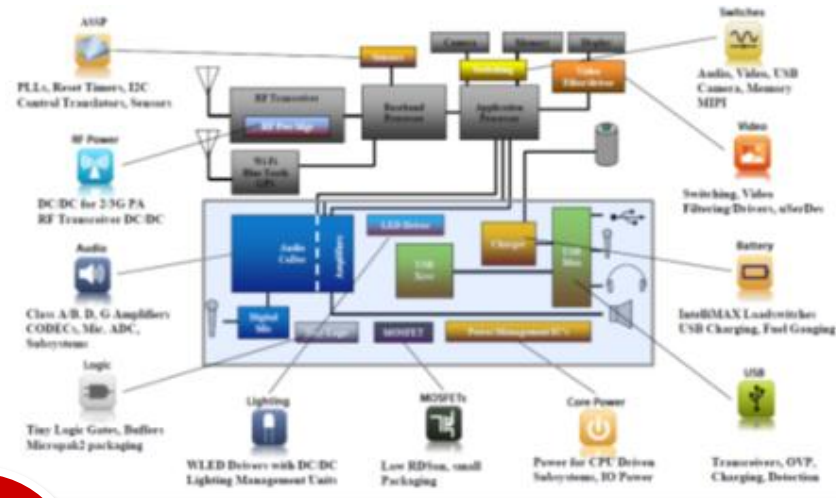 ASSP
PLLs, Reset Timers, I2C
Control Translators, Sensors
RF Power
DC/DC for 2-3G PA
RF Transceiver DC/DC
Audio
Class A/B, D, G Amplifiers
CODECs, Mic, ADC,
Subsystems
Logic
Tiny Logic Gates, Buffers
Micropak2 packaging
Lighting
WLED Drivers with DC/DC
Lighting Management Units
MOSFETs
Low RDSon, small
Packaging
Core Power
Power for CPU Driven
Subsystems, IO Power
Switches
Audio, Video, USB
Camera, Memory
MIPI
Video
Switching, Video
Filtering/Drivers, uSerDes
Battery
IntelliMAX Loadswitches
USB Charging, Fuel Gauging
USB
Transceivers, OVP,
Charging, Detection
Sensors
Camera
Memory
Display
Switching
Video
Filter/driver
RF Transceiver
RF Pwr Mgt
Baseband
Processor
Application
Processor
Wi-Fi
Blue Tooth
GPS
Audio
CoDec
Amplifiers
LED Driver
USB
Xcvr
Charger
USB
Digital
Mic
MOSFET
Power Management IC's